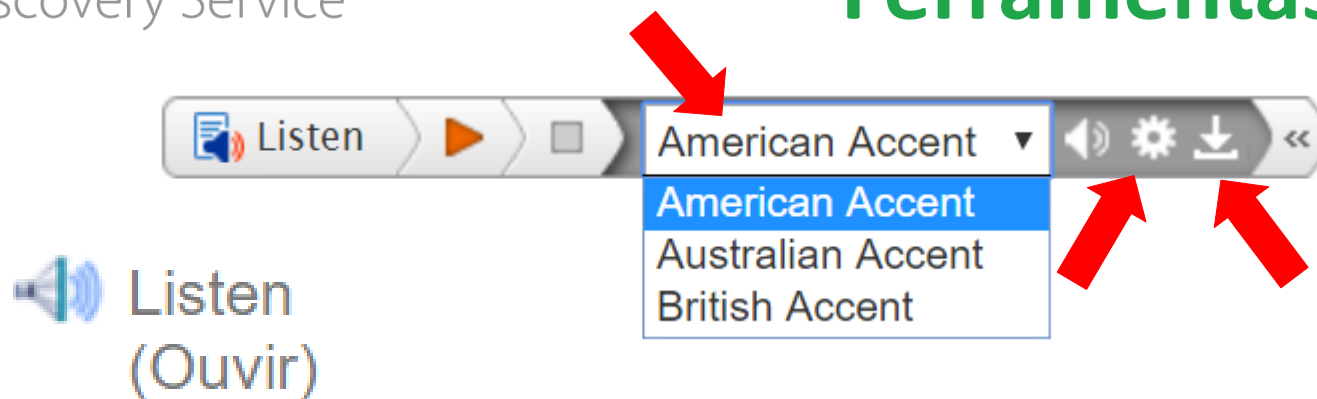 scovery Service
Ferramentas
Listen
American Accent
American Accent
Australian Accent
British Accent
Listen
(Ouvir)